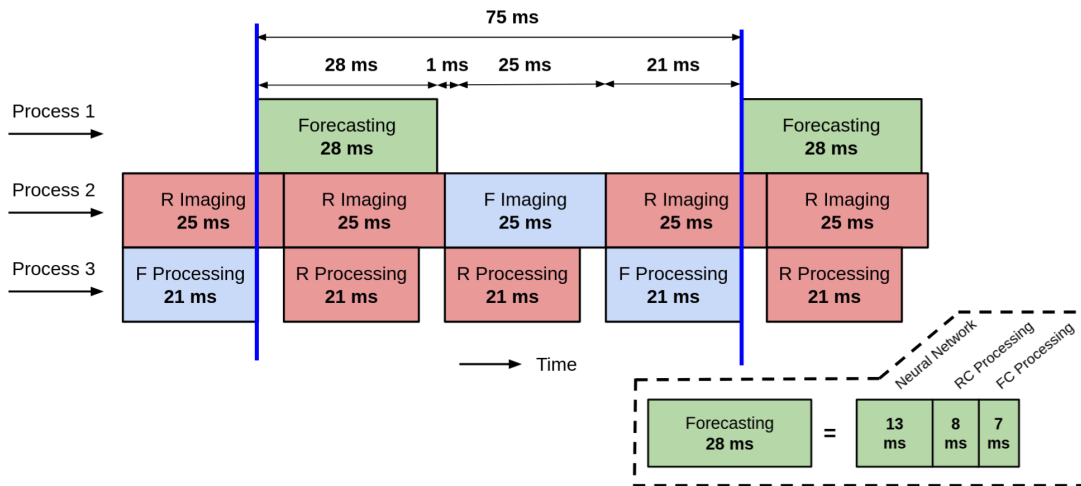 75 ms
28 ms
1 ms
25 ms
21 ms
Process 1
Forecasting
28 ms
Forecasting
28 ms
Process 2
R Imaging
25 ms
R Imaging
25 ms
F Imaging
25 ms
R Imaging
25 ms
R Imaging
25 ms
Process 3
F Processing
21 ms
R Processing
21 ms
R Processing
21 ms
F Processing
21 ms
R Processing
21 ms
Time
Neural Network
RC Processing
FC Processing
Forecasting
28 ms
=
13
ms
8
ms
7
ms